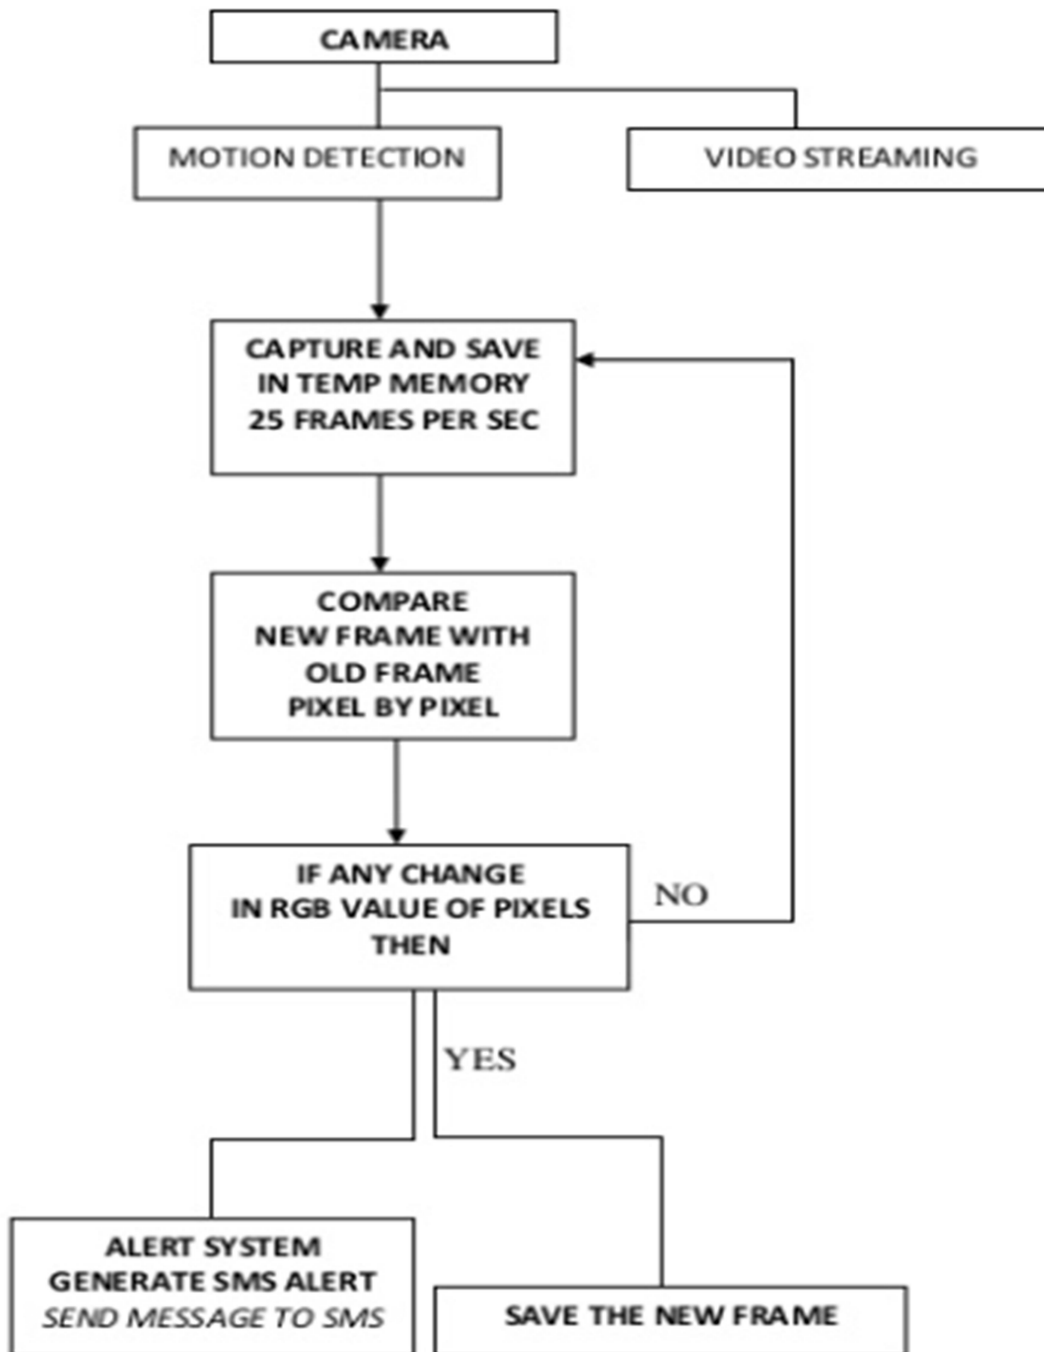 CAMERA
MOTION DETECTION
VIDEO STREAMING
CAPTURE AND SAVE
IN TEMP MEMORY
25 FRAMES PER SEC
COMPARE
NEW FRAME WITH
OLD FRAME
PIXEL BY PIXEL
IF ANY CHANGE
IN RGB VALUE OF PIXELS
THEN
NO
YES
ALERT SYSTEM
GENERATE SMS ALERT
SEND MESSAGE TO SMS
SAVE THE NEW FRAME